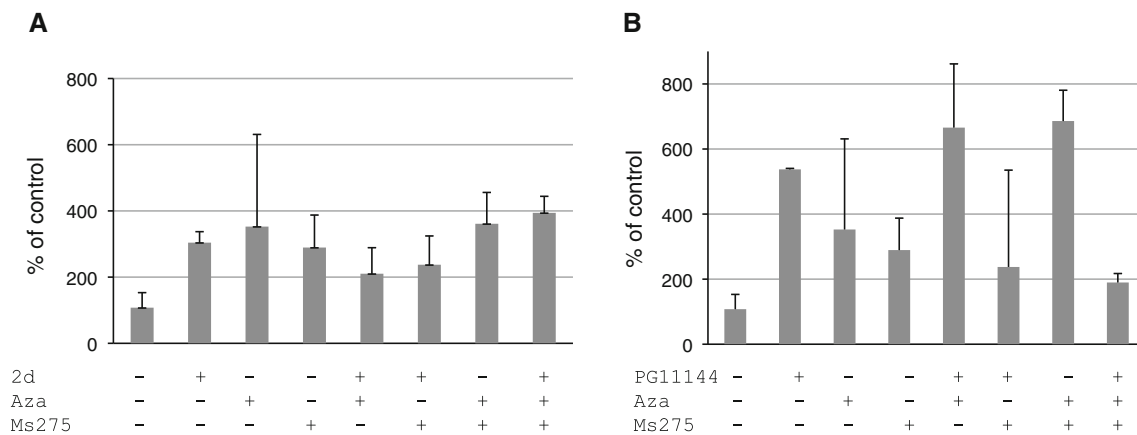 A
% of control
800
600
400
200
0
2d – + – – + + – +
Aza – – + – + – + +
Ms275 – – – + – + + +
B
% of control
800
600
400
200
0
PG11144 – + – – + + – +
Aza – – + – + – + +
Ms275 – – – + – + + +